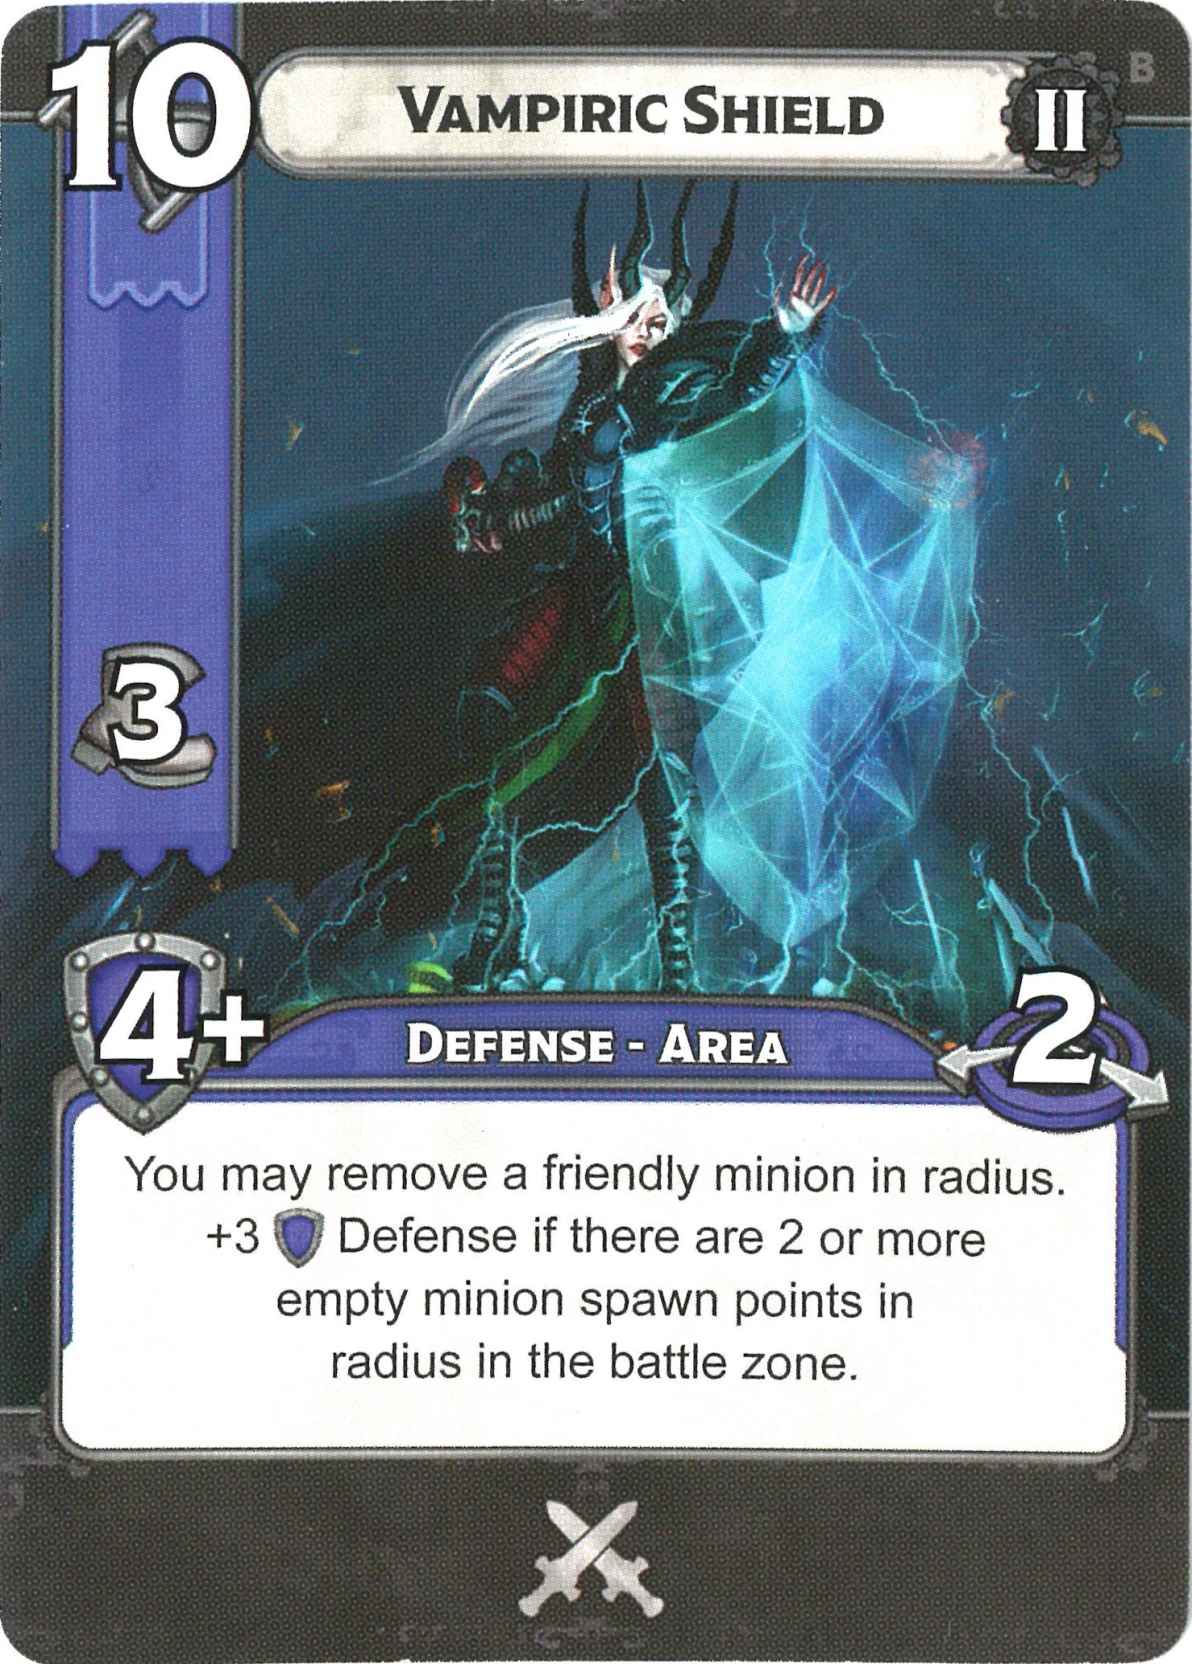 10
VAMPIRIC SHIELD
II
B
3
4+
DEFENSE - AREA
2
You may remove a friendly minion in radius.
+3 Defense if there are 2 or more
empty minion spawn points in
radius in the battle zone.